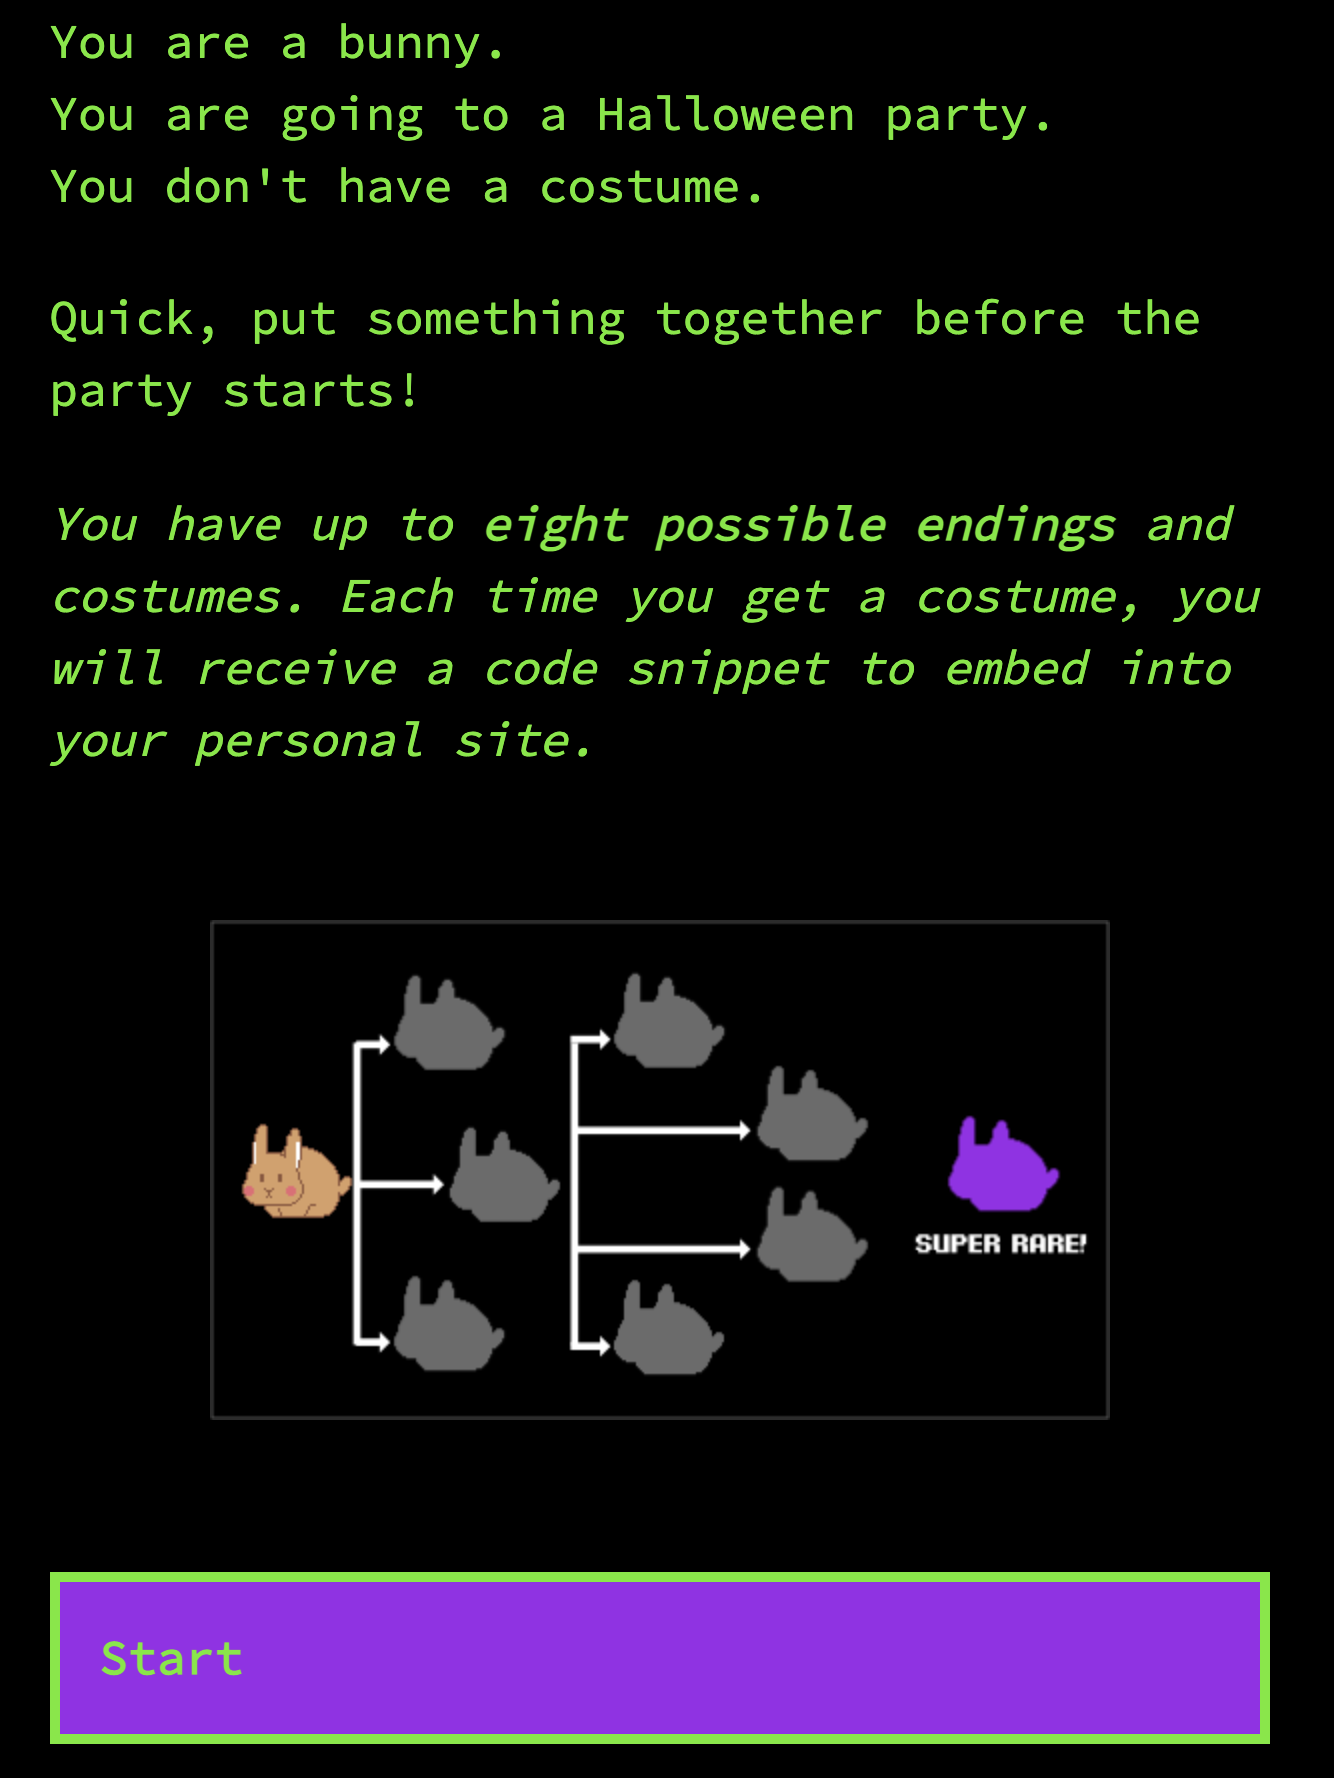 You are a bunny.
You are going to a Halloween party.
You don't have a costume.
Quick, put something together before the
party starts!
You have up to eight possible endings and
costumes. Each time you get a costume, you
will receive a code snippet to embed into
your personal site.
SUPER RARE!
Start